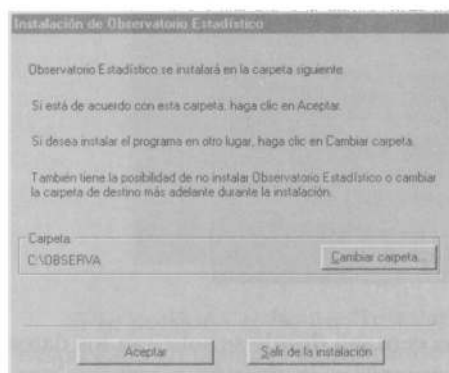 Instalación de Observatorio Estadístico
Observatorio Estadístico se instalará en la carpeta siguiente
Si está de acuerdo con esta carpeta, haga clic en Aceptar.
Si desea instalar el programa en otro lugar, haga clic en Cambiar carpeta.
También tiene la posibilidad de no instalar Observatorio Estadístico o cambiar
la carpeta de destino más adelante durante la instalación.
Carpeta
C:\OBSERVA
Cambiar carpeta...
Aceptar
Salir de la instalación